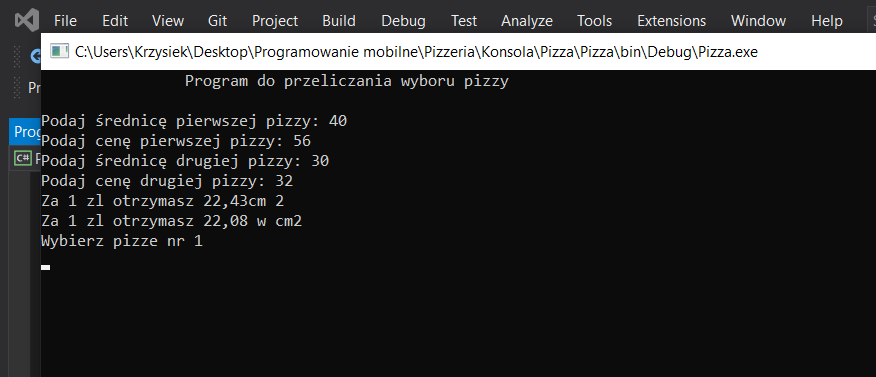 File Edit View Git Project Build Debug Test Analyze Tools Extensions Window Help
C:\Users\Krzysiek\Desktop\Programowanie mobilne\Pizzeria\Konsola\Pizza\Pizza\bin\Debug\Pizza.exe
Program do przeliczania wyboru pizzy
Podaj średnicę pierwszej pizzy: 40
Podaj cenę pierwszej pizzy: 56
Podaj średnicę drugiej pizzy: 30
Podaj cenę drugiej pizzy: 32
Za 1 zl otrzymasz 22,43cm 2
Za 1 zl otrzymasz 22,08 w cm2
Wybierz pizze nr 1